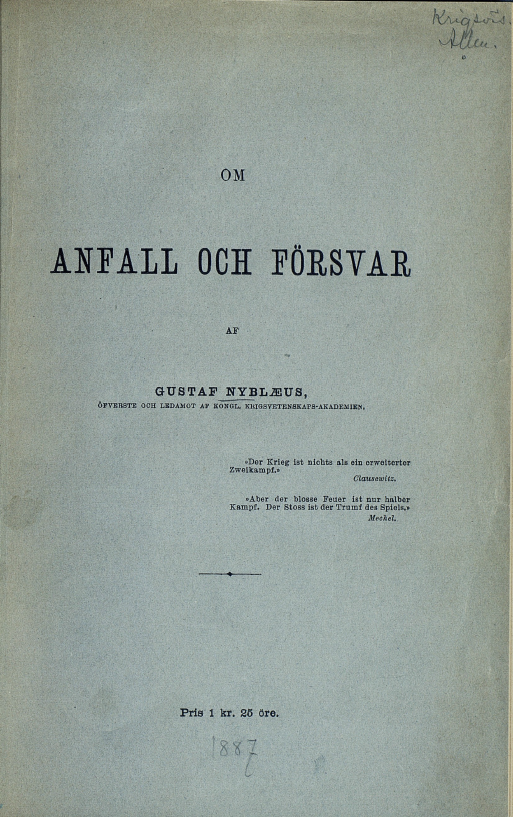 Krigsvis.
Allm.
OM
ANFALL OCH FÖRSVAR
AF
GUSTAF NYBLÆUS,
ÖFVERSTE OCH LEDAMOT AF KONGL. KRIGSVETENSKAPS-AKADEMIEN.
»Der Krieg ist nichts als ein erweiterter
Zweikampf.»
Clausewitz.
»Aber der blosse Feuer ist nur halber
Kampf. Der Stoss ist der Trumf des Spiels.»
Meckel.
Pris 1 kr. 25 öre.
1887